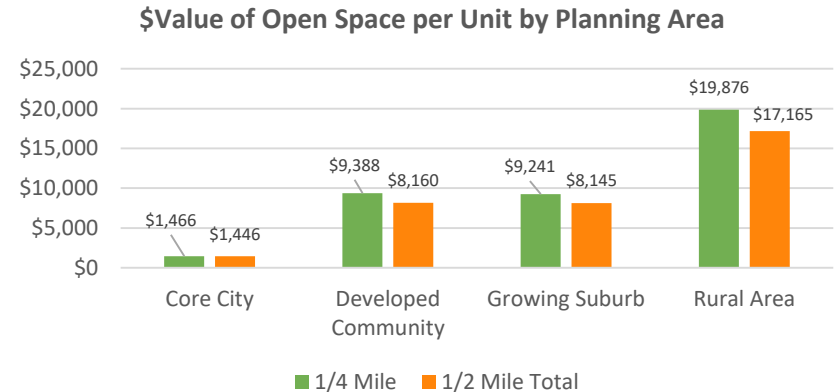 $Value of Open Space per Unit by Planning Area
$25,000
$20,000
$15,000
$10,000
$5,000
$0
$1,466
$1,446
$9,388
$8,160
$9,241
$8,145
$19,876
$17,165
Core City
Developed
Community
Growing Suburb
Rural Area
1/4 Mile
1/2 Mile Total